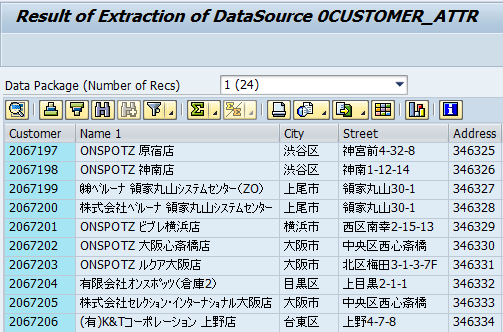 Result of Extraction of DataSource 0CUSTOMER_ATTR
Data Package (Number of Recs) 1 (24)
Customer Name 1 City Street Address
2067197 ONSPOTZ 原宿店 渋谷区 神宮前4-32-8 346325
2067198 ONSPOTZ 神南店 渋谷区 神南1-12-14 346326
2067199 ㈱ﾍﾞﾙｰﾅ 領家丸山ｼｽﾃﾑｾﾝﾀｰ(ZO) 上尾市 領家丸山30-1 346327
2067200 株式会社ﾍﾞﾙｰﾅ 領家丸山ｼｽﾃﾑｾﾝﾀｰ 上尾市 領家丸山30-1 346328
2067201 ONSPOTZ ビブレ横浜店 横浜市 西区南幸2-15-13 346329
2067202 ONSPOTZ 大阪心斎橋店 大阪市 中央区西心斎橋 346330
2067203 ONSPOTZ ルクア大阪店 大阪市 北区梅田3-1-3-7F 346331
2067204 有限会社オンスポッツ（倉庫2） 目黒区 上目黒2-1-1 346332
2067205 株式会社セレクション・インターナショナル大阪店 大阪市 中央区西心斎橋 346333
2067206 (有)K&Tコーポレーション 上野店 台東区 上野4-7-8 346334